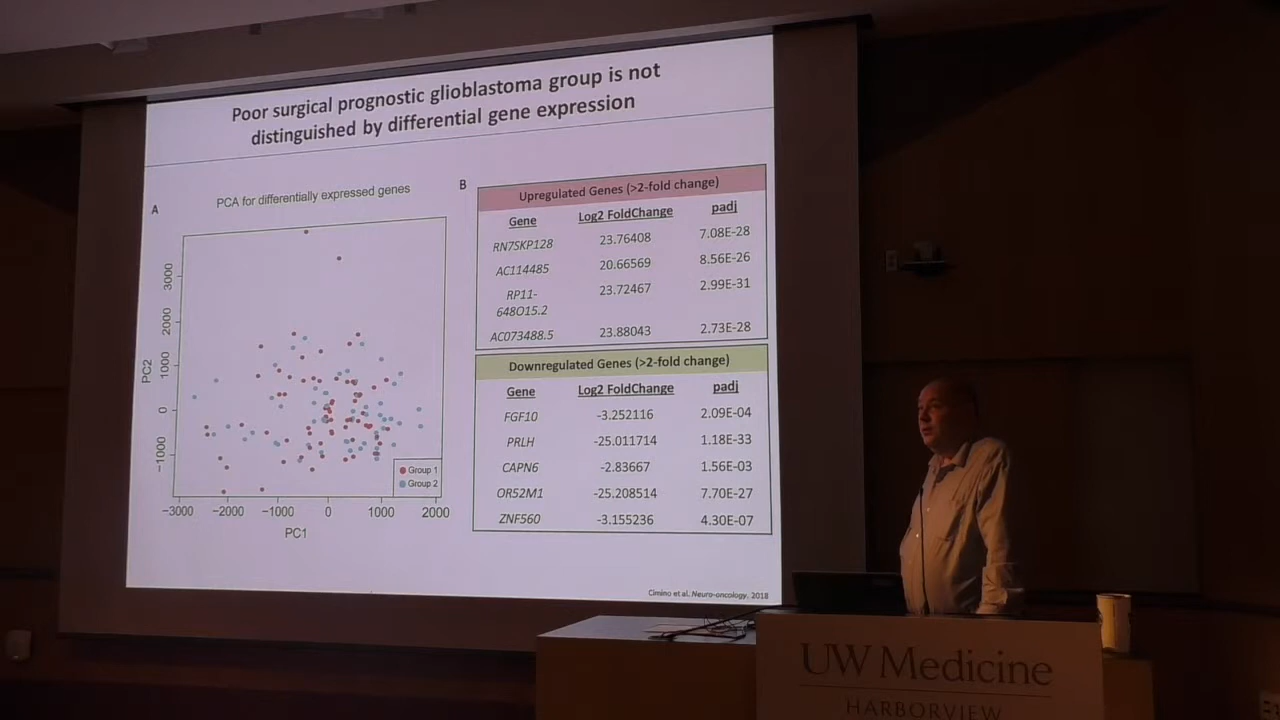 Poor surgical prognostic glioblastoma group is not
distinguished by differential gene expression
A
PCA for differentially expressed genes
PC2
3000
2000
1000
0
−1000
−3000 −2000 −1000 0 1000 2000
PC1
Group 1
Group 2
B
Upregulated Genes (>2-fold change)
Gene Log2 FoldChange padj
RN7SKP128 23.76408 7.08E-28
AC114485 20.66569 8.56E-26
RP11-
648O15.2 23.72467 2.99E-31
AC073488.5 23.88043 2.73E-28
Downregulated Genes (>2-fold change)
Gene Log2 FoldChange padj
FGF10 -3.252116 2.09E-04
PRLH -25.011714 1.18E-33
CAPN6 -2.83667 1.56E-03
OR52M1 -25.208514 7.70E-27
ZNF560 -3.155236 4.30E-07
Cimino et al. Neuro-oncology. 2018
UW Medicine
HARBORVIEW